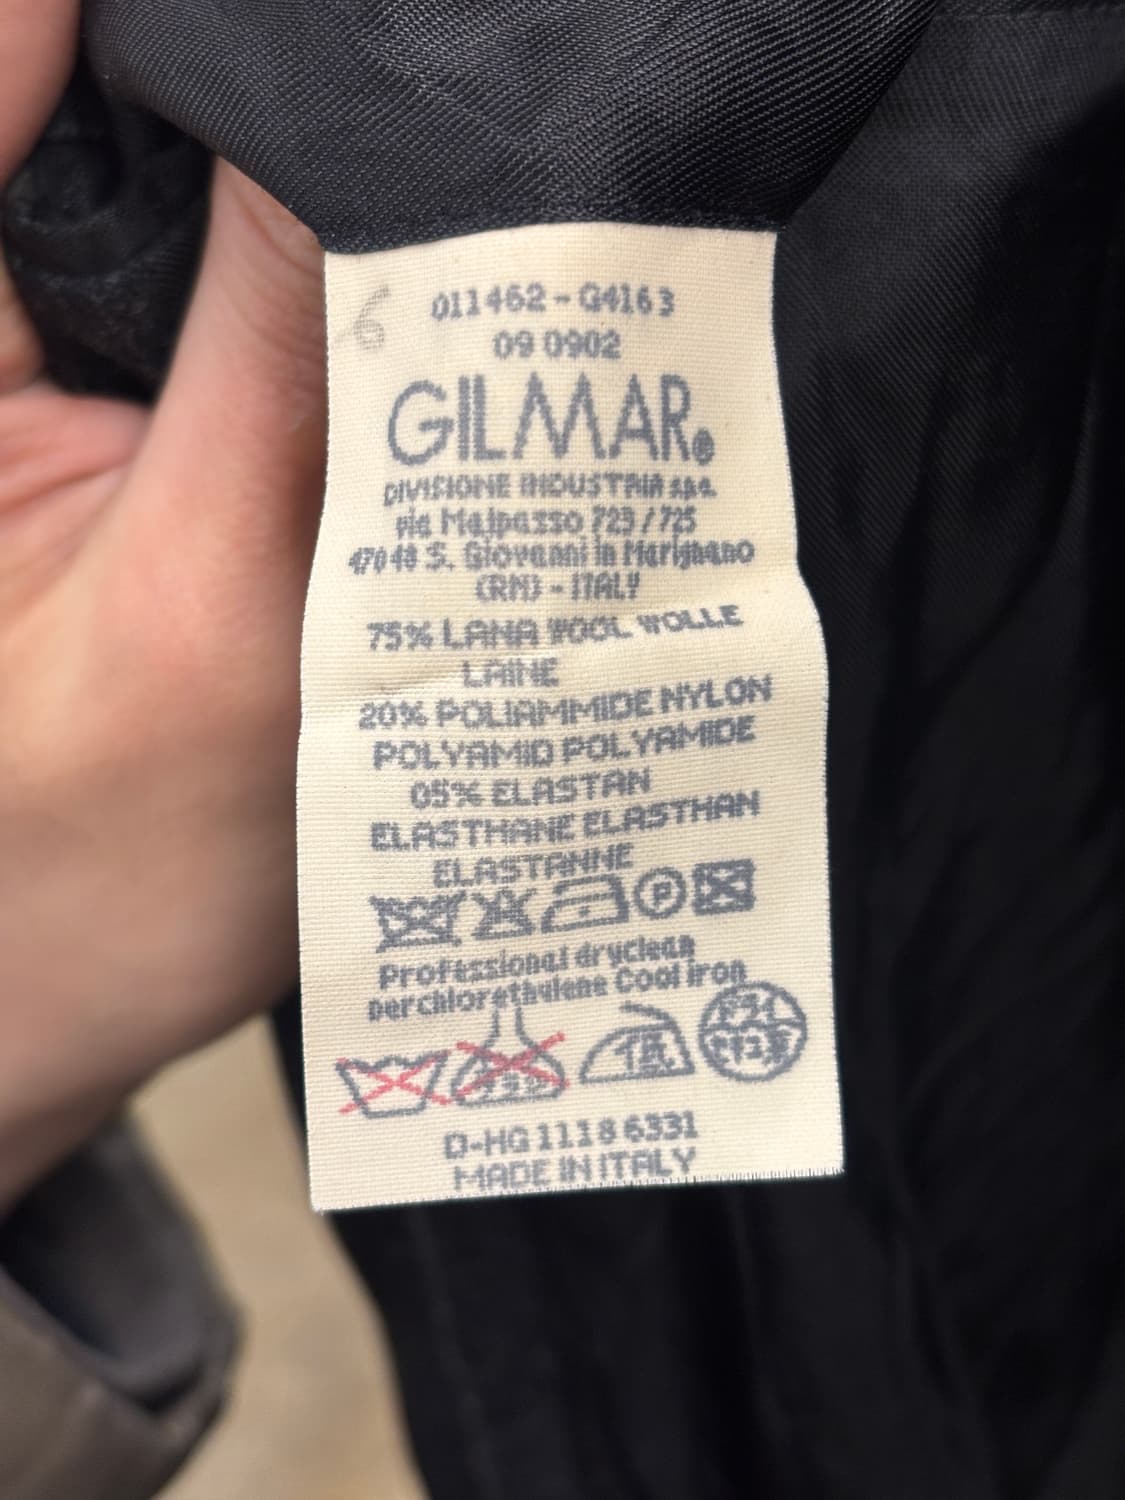 6
011462-G4163
09 0902
GILMAR®
DIVISIONE INDUSTRIA s.p.a.
via Malpasso 723/725
47048 S. Giovanni in Marignano
(RN) - ITALY
75% LANA WOOL WOLLE
LAINE
20% POLIAMMIDE NYLON
POLYAMID POLYAMIDE
05% ELASTAN
ELASTHANE ELASTHAN
ELASTANNE
P
Professional dryclean
perchlorethylene Cool iron
D-HG 1118 6331
MADE IN ITALY